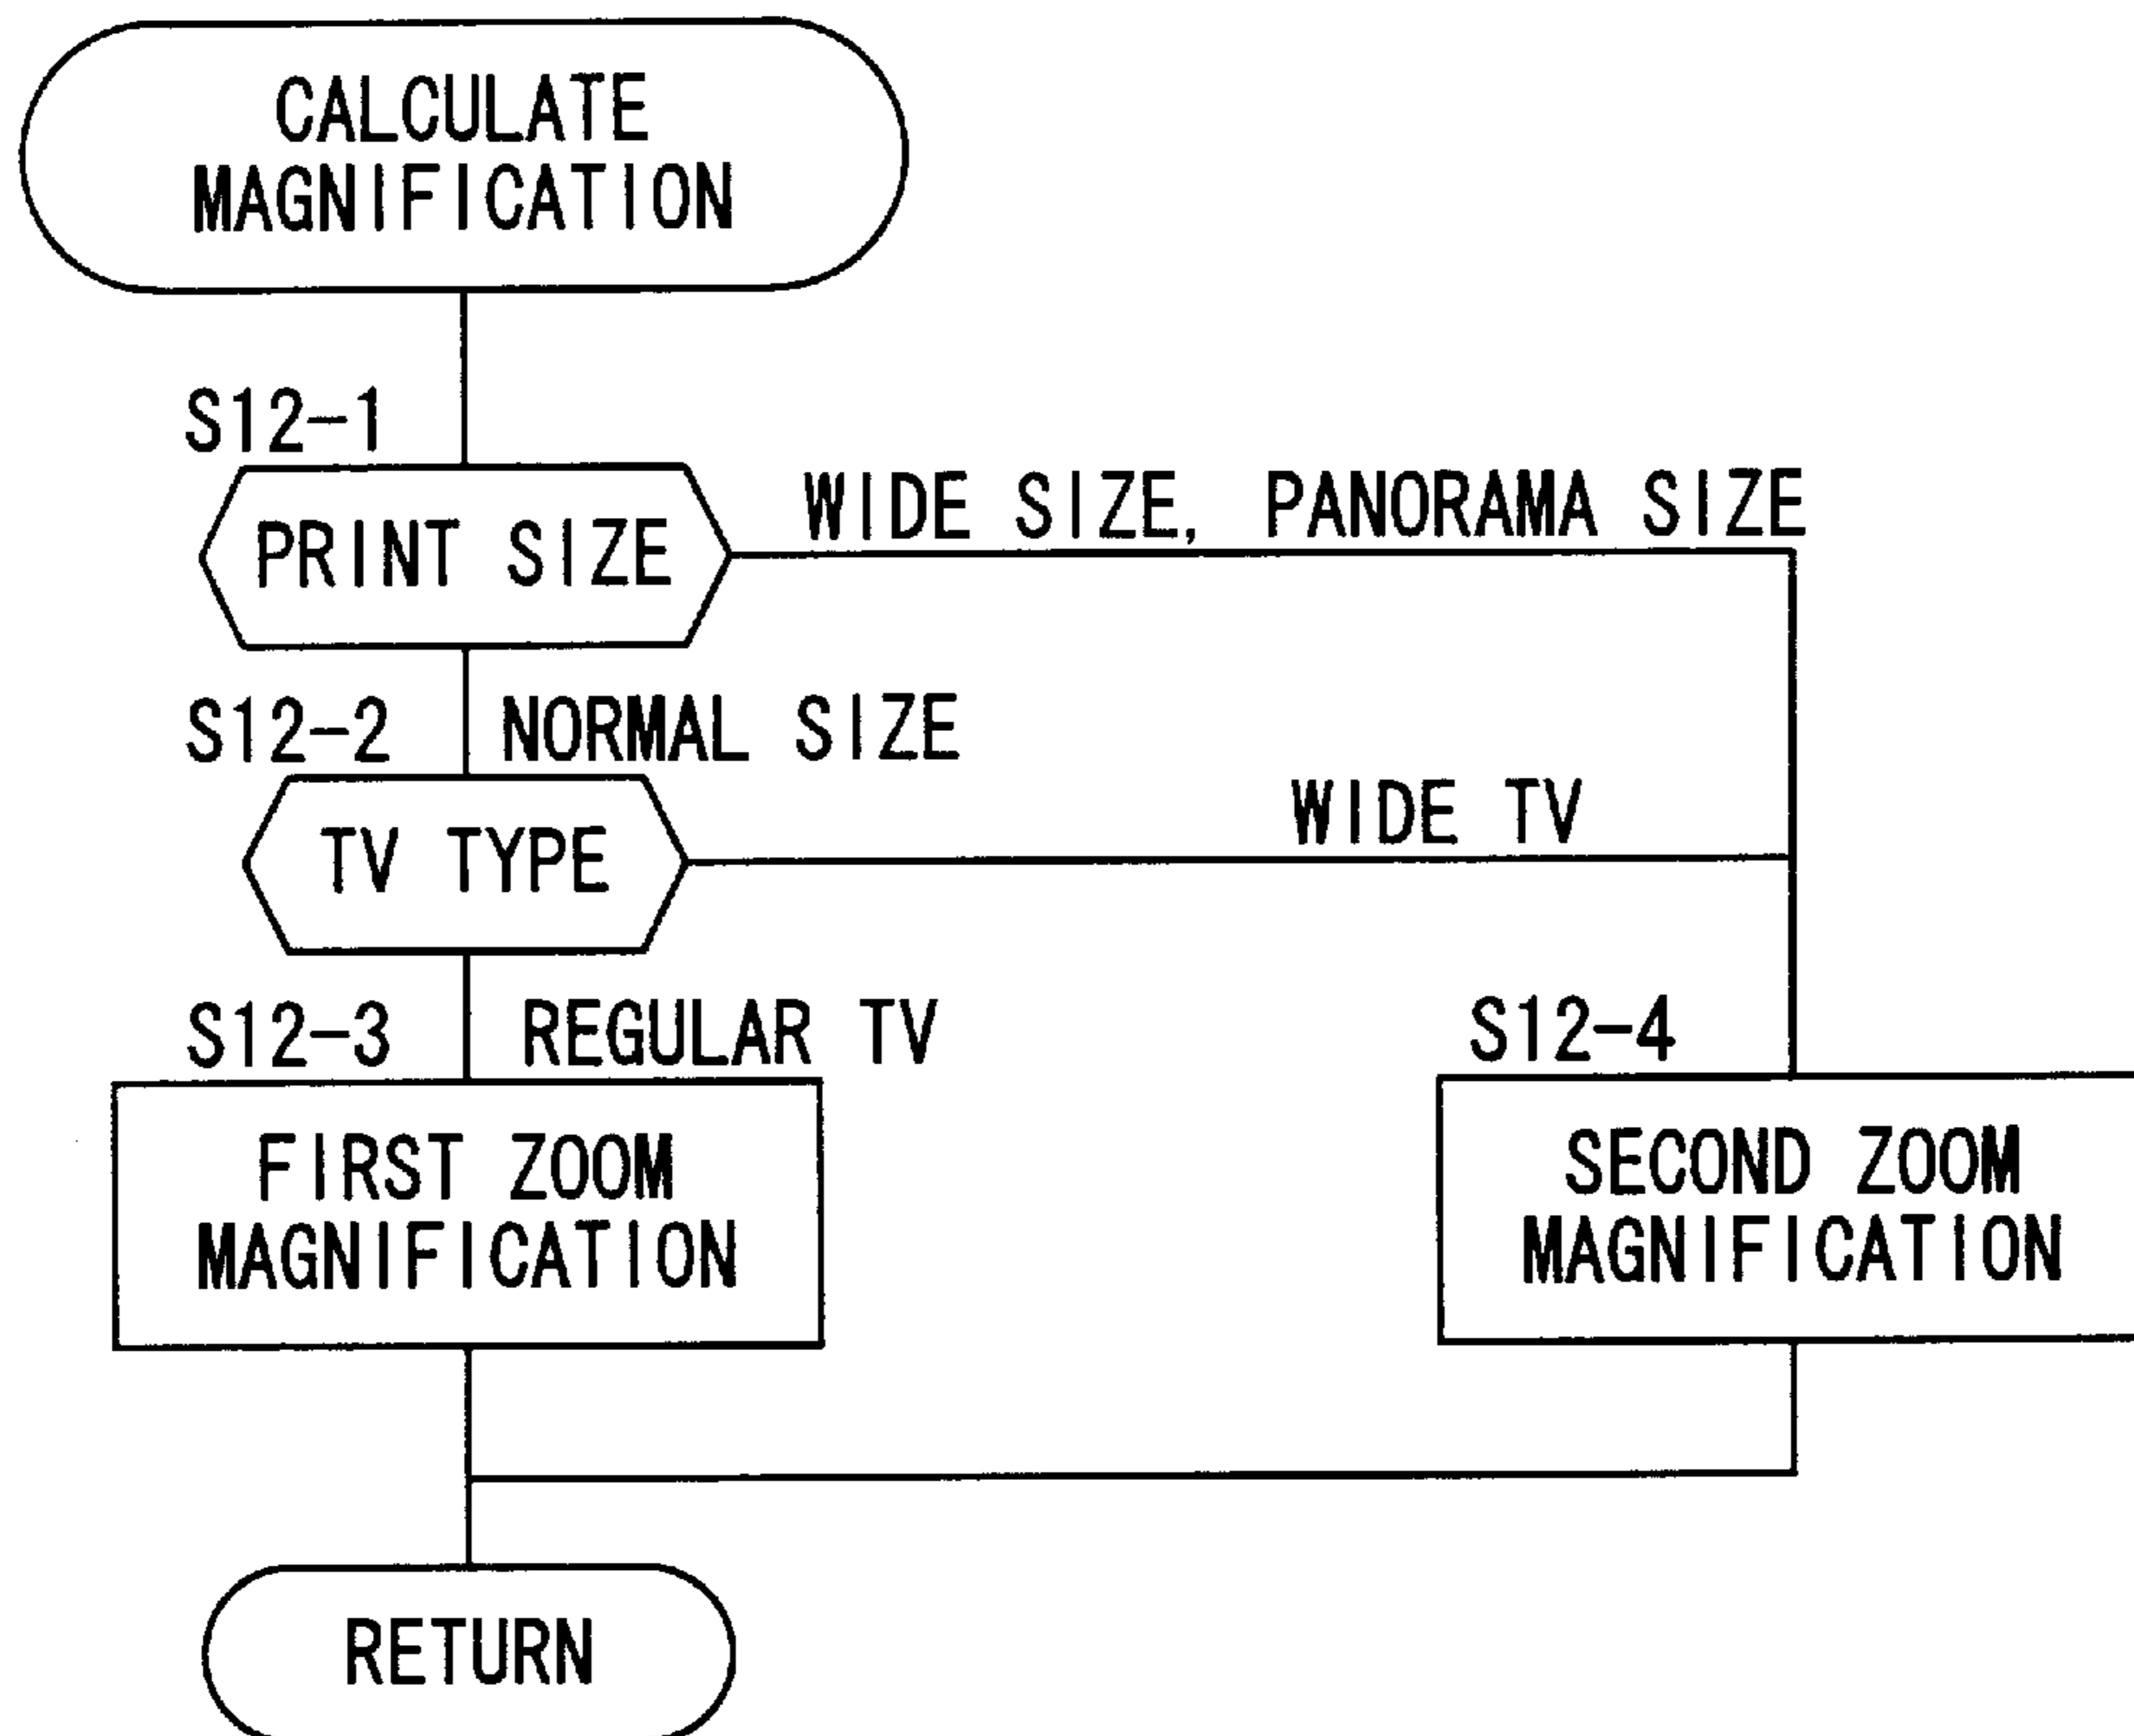 CALCULATE
MAGNIFICATION
S12-1
PRINT SIZE
WIDE SIZE, PANORAMA SIZE
S12-2
NORMAL SIZE
TV TYPE
WIDE TV
S12-3
REGULAR TV
S12-4
FIRST ZOOM
MAGNIFICATION
SECOND ZOOM
MAGNIFICATION
RETURN